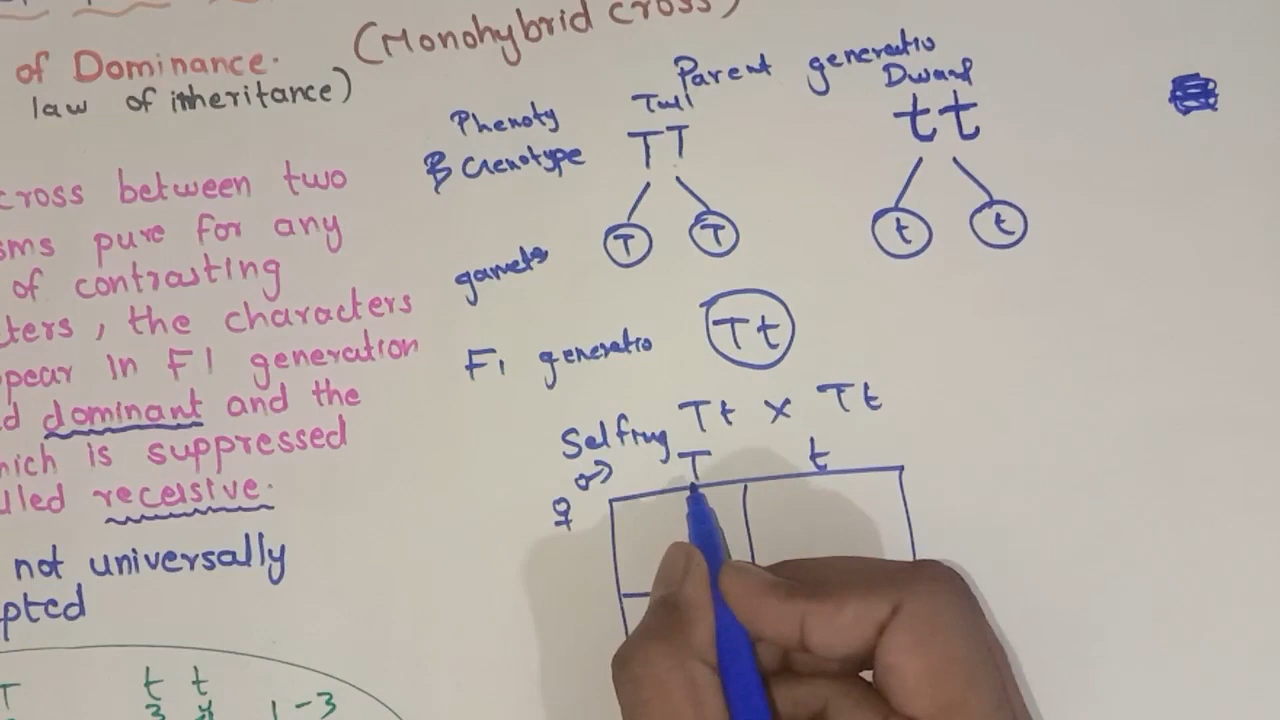 of Dominance.
(Monohybrid cross)
law of inheritance)
cross between two
sms pure for any
of contrasting
ters, the characters
ppear in F1 generation
d dominant and the
hich is suppressed
lled recessive.
not universally
pted
T t t
1-3
Parent generatio
Tall Dwarf
Phenoty
Genotype TT tt
T T t t
gamets
F1 generatio Tt
Selfing Tt x Tt
T t
♂ →
♀